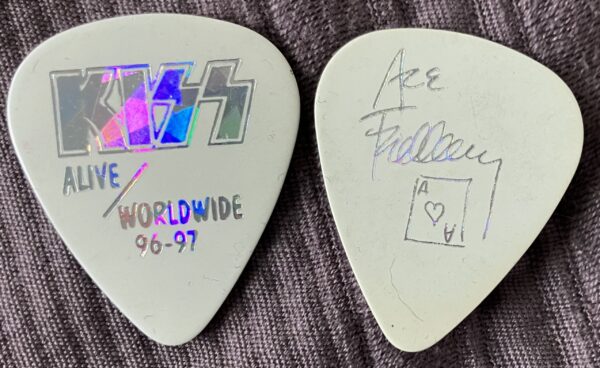 KISS
ALIVE/
WORLDWIDE
96-97
Ace
Frehley
A
A